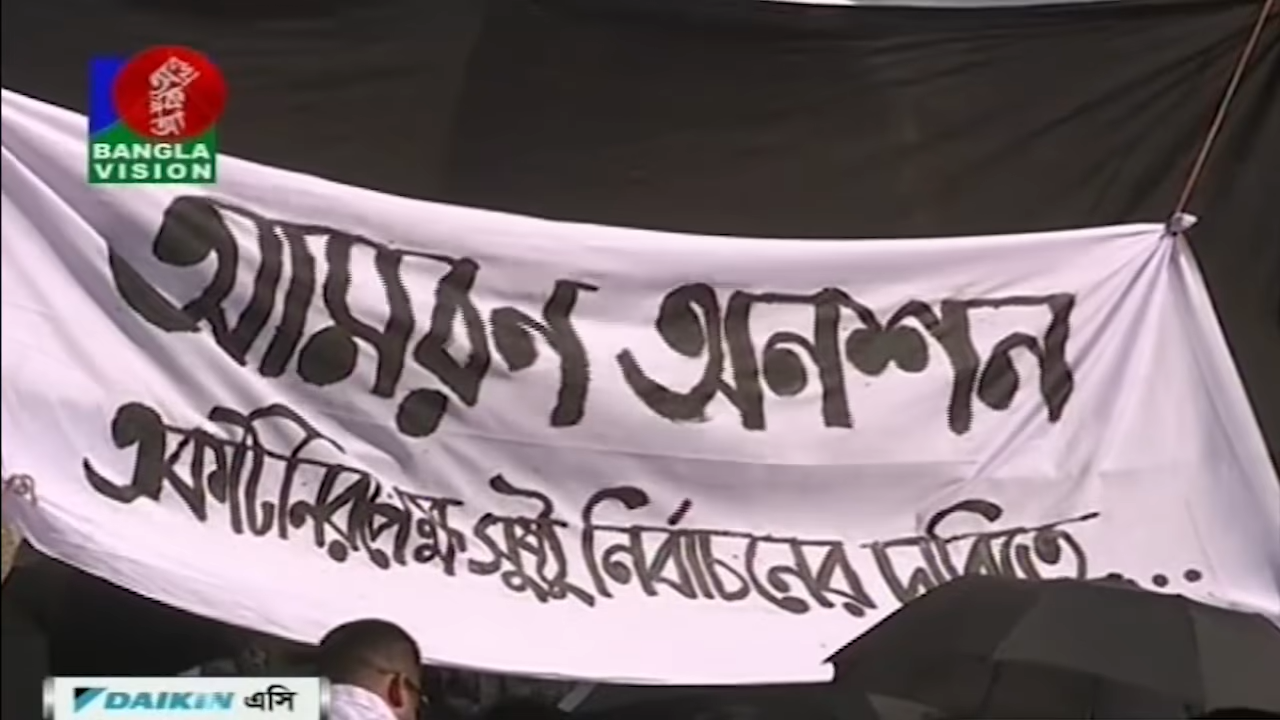 BANGLA
VISION
আমরণ অনশন
একটি নিরপেক্ষ সুষ্ঠু নির্বাচনের দাবিতে....
DAIKIN এসি